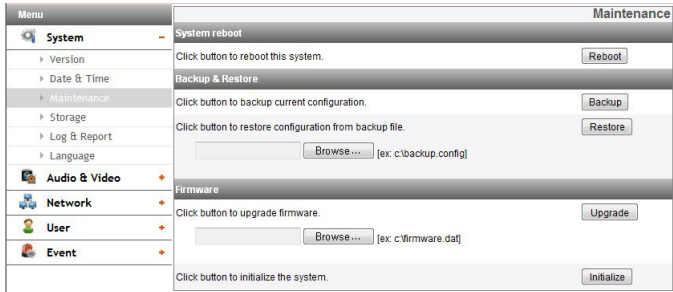 Menu
System
Version
Date & Time
Maintenance
Storage
Log & Report
Language
Audio & Video
Network
User
Event
Maintenance
System reboot
Click button to reboot this system. Reboot
Backup & Restore
Click button to backup current configuration. Backup
Click button to restore configuration from backup file. Restore
Browse... [ex: c:\backup.config]
Firmware
Click button to upgrade firmware. Upgrade
Browse... [ex: c:\firmware.dat]
Click button to initialize the system. Initialize